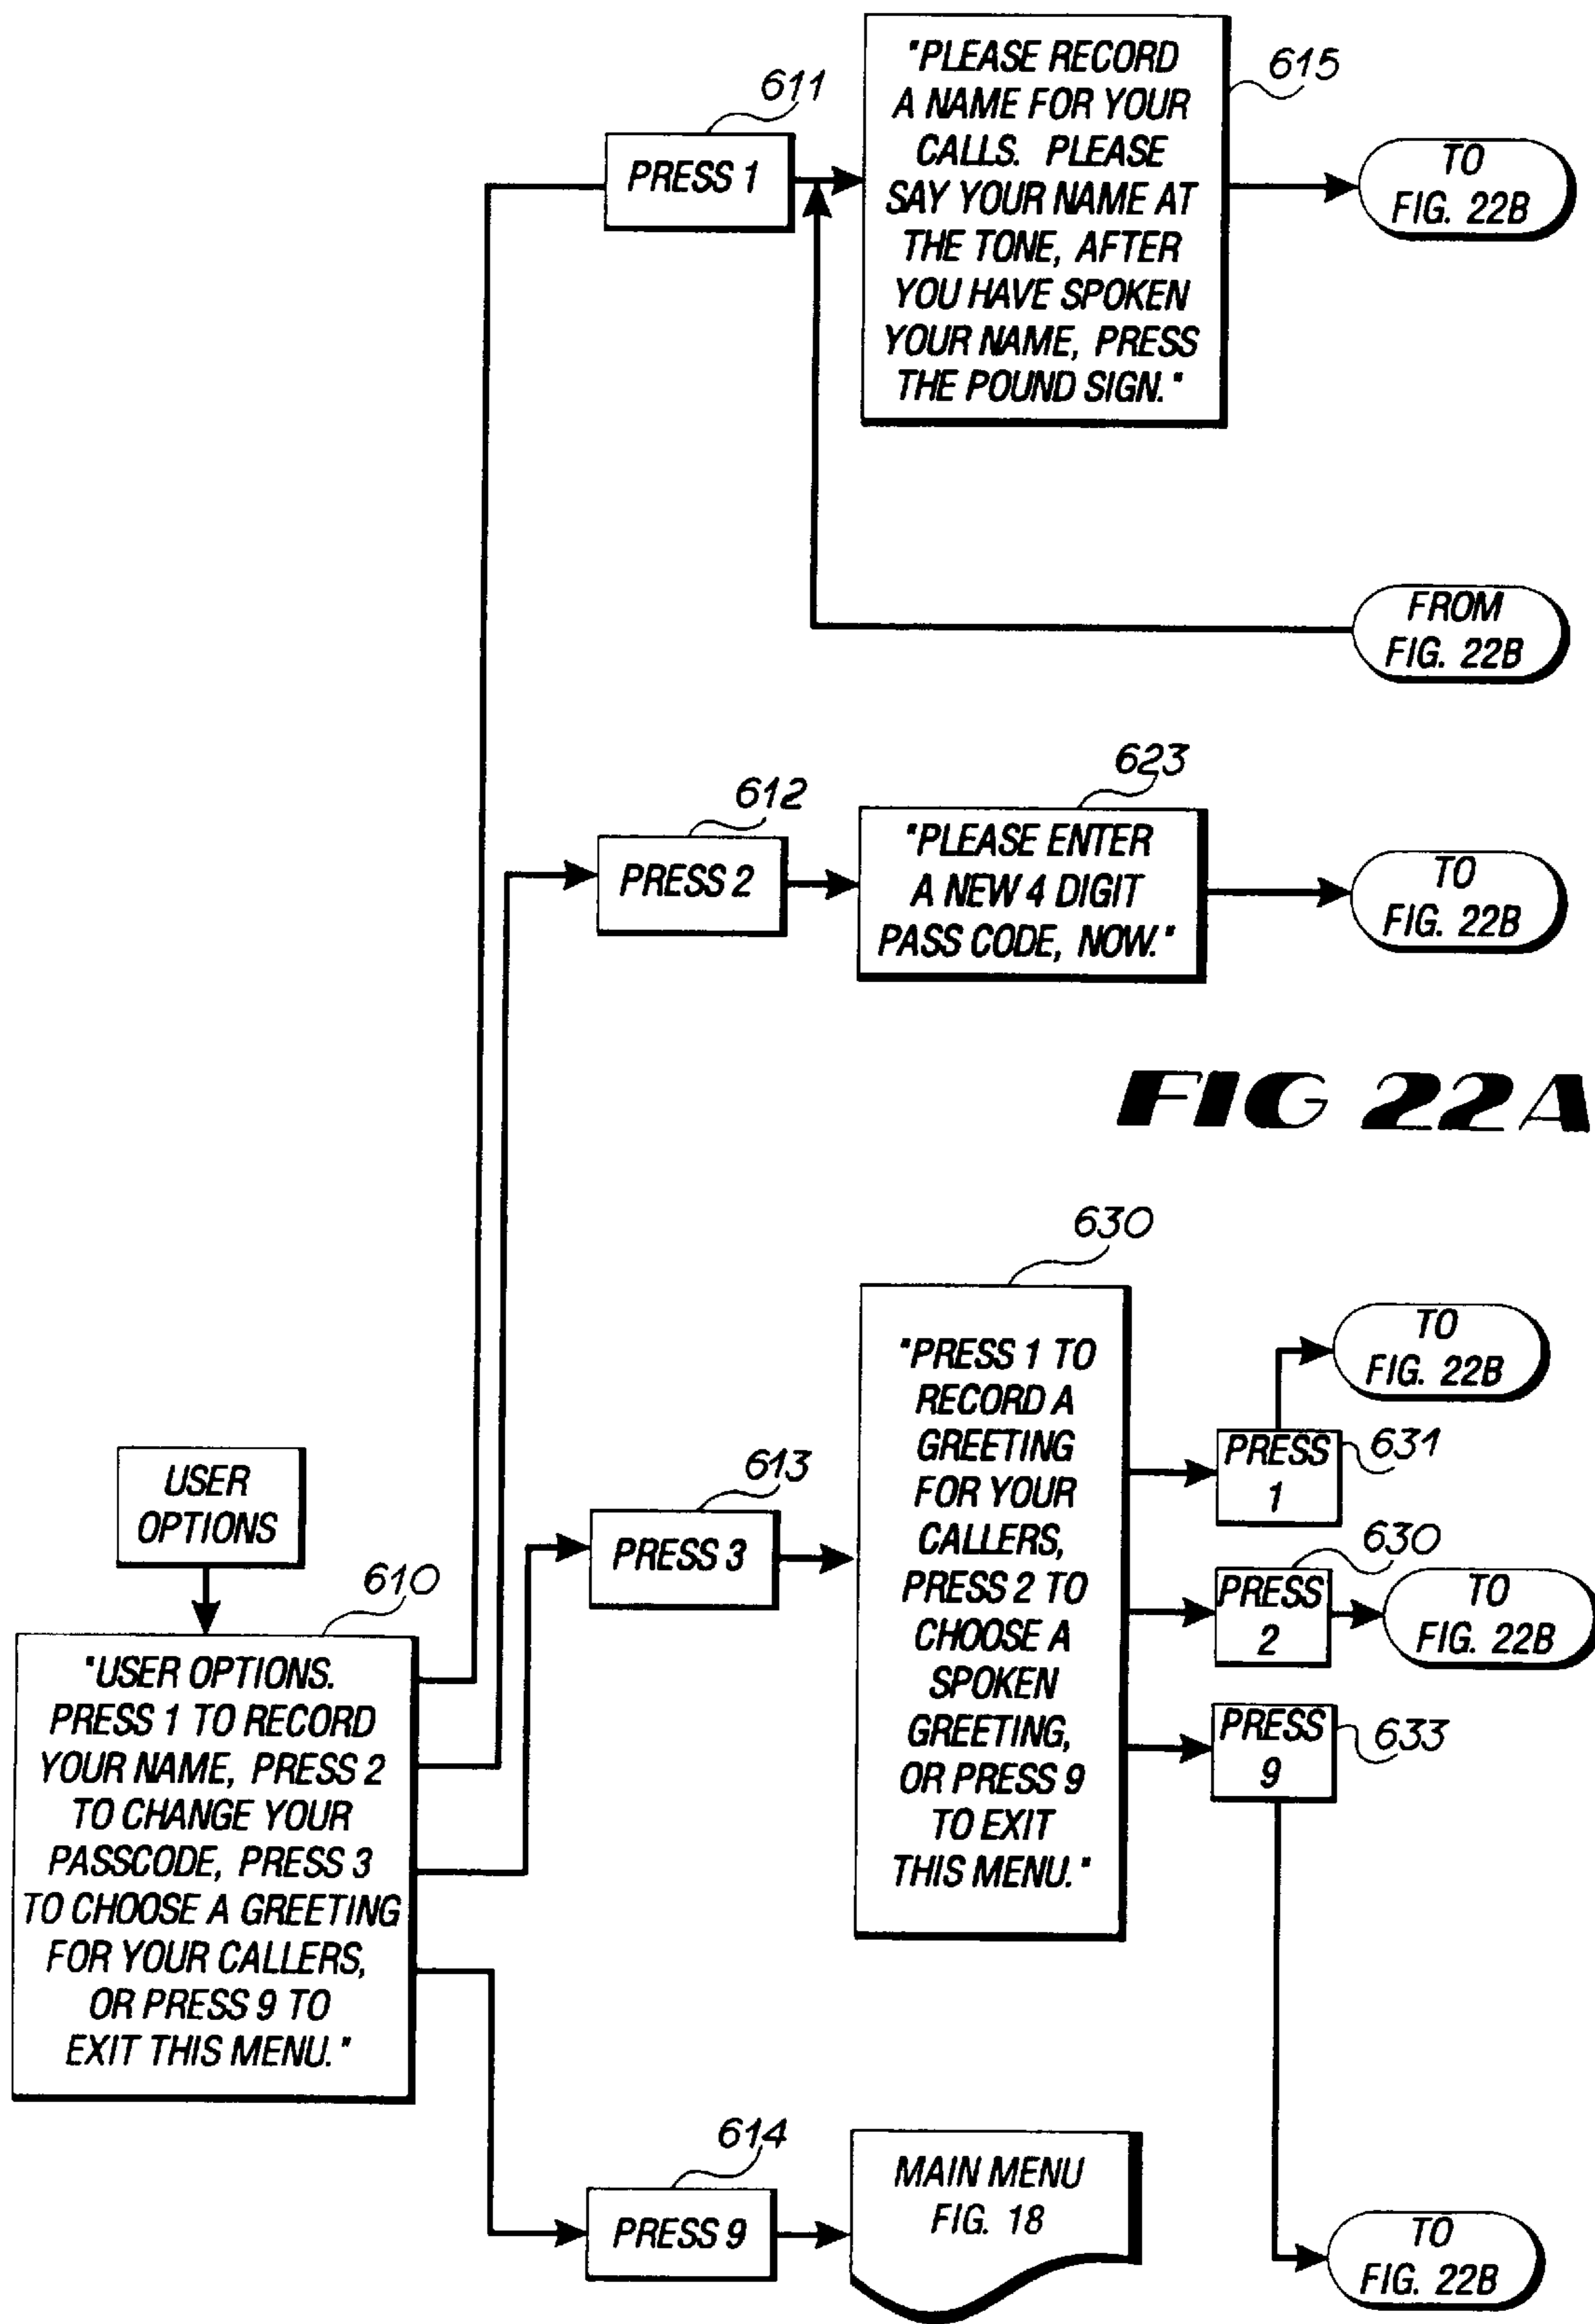 611
PRESS 1
"PLEASE RECORD
A NAME FOR YOUR
CALLS. PLEASE
SAY YOUR NAME AT
THE TONE, AFTER
YOU HAVE SPOKEN
YOUR NAME, PRESS
THE POUND SIGN."
615
TO
FIG. 22B
FROM
FIG. 22B
612
PRESS 2
623
"PLEASE ENTER
A NEW 4 DIGIT
PASS CODE, NOW."
TO
FIG. 22B
FIG 22A
USER
OPTIONS
610
"USER OPTIONS.
PRESS 1 TO RECORD
YOUR NAME, PRESS 2
TO CHANGE YOUR
PASSCODE, PRESS 3
TO CHOOSE A GREETING
FOR YOUR CALLERS,
OR PRESS 9 TO
EXIT THIS MENU."
613
PRESS 3
630
"PRESS 1 TO
RECORD A
GREETING
FOR YOUR
CALLERS,
PRESS 2 TO
CHOOSE A
SPOKEN
GREETING,
OR PRESS 9
TO EXIT
THIS MENU."
TO
FIG. 22B
PRESS
1
631
630
PRESS
2
TO
FIG. 22B
PRESS
9
633
TO
FIG. 22B
614
PRESS 9
MAIN MENU
FIG. 18